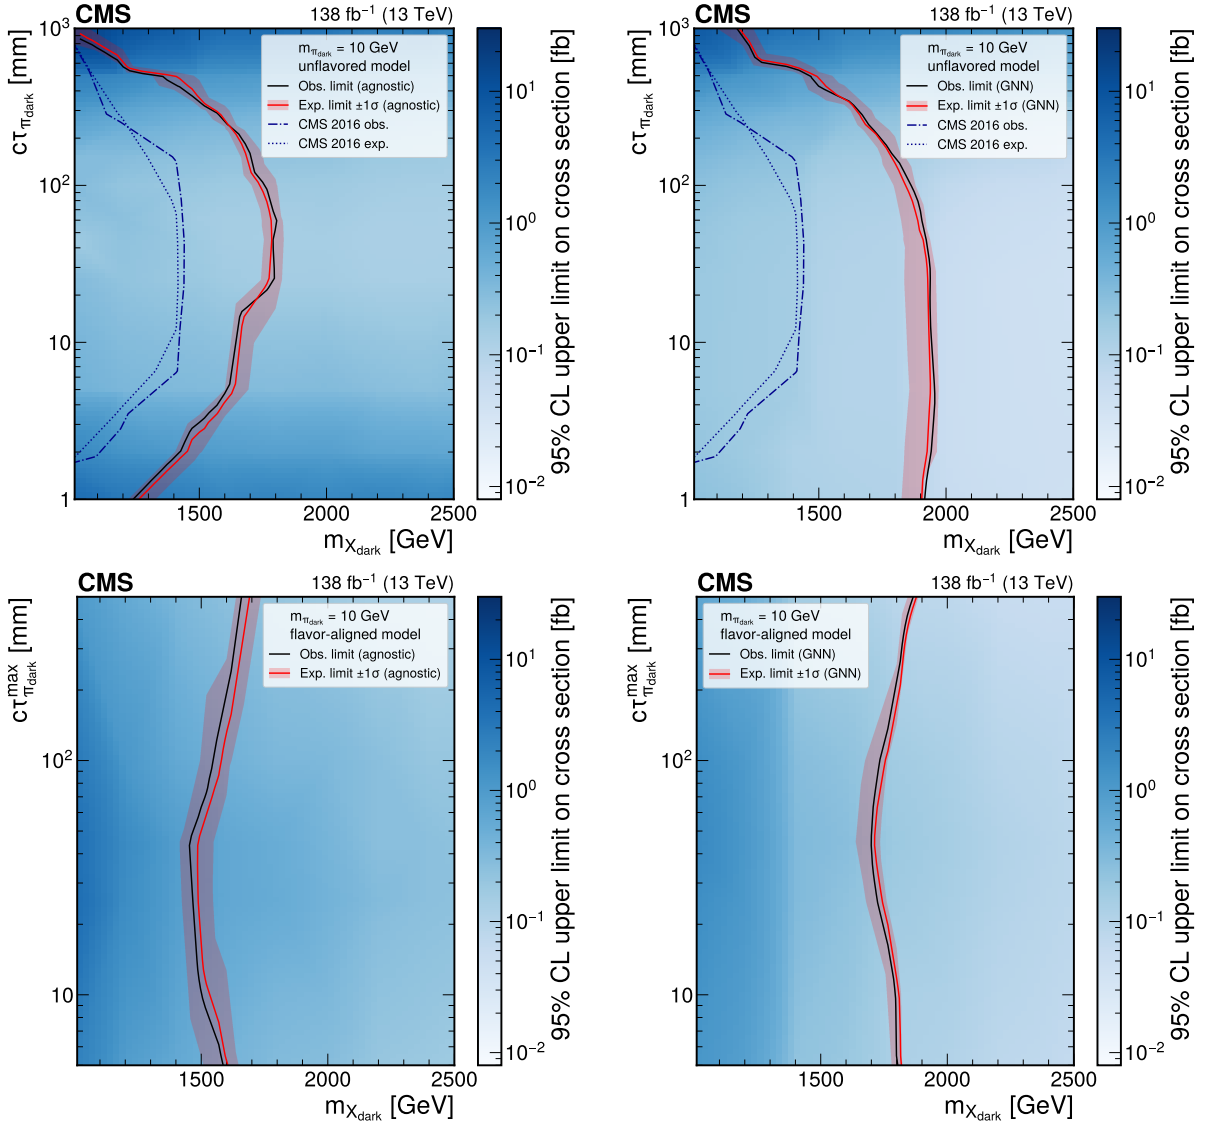 CMS 138 fb⁻¹ (13 TeV)
m_πdark = 10 GeV
unflavored model
Obs. limit (agnostic)
Exp. limit ±1σ (agnostic)
CMS 2016 obs.
CMS 2016 exp.
10³
10²
10
1
cτ_πdark [mm]
1500 2000 2500
m_Xdark [GeV]
10¹
10⁰
10⁻¹
10⁻²
95% CL upper limit on cross section [fb]
CMS 138 fb⁻¹ (13 TeV)
m_πdark = 10 GeV
unflavored model
Obs. limit (GNN)
Exp. limit ±1σ (GNN)
CMS 2016 obs.
CMS 2016 exp.
10³
10²
10
1
cτ_πdark [mm]
1500 2000 2500
m_Xdark [GeV]
10¹
10⁰
10⁻¹
10⁻²
95% CL upper limit on cross section [fb]
CMS 138 fb⁻¹ (13 TeV)
m_πdark = 10 GeV
flavor-aligned model
Obs. limit (agnostic)
Exp. limit ±1σ (agnostic)
10²
10
cτ^max_πdark [mm]
1500 2000 2500
m_Xdark [GeV]
10¹
10⁰
10⁻¹
10⁻²
95% CL upper limit on cross section [fb]
CMS 138 fb⁻¹ (13 TeV)
m_πdark = 10 GeV
flavor-aligned model
Obs. limit (GNN)
Exp. limit ±1σ (GNN)
10²
10
cτ^max_πdark [mm]
1500 2000 2500
m_Xdark [GeV]
10¹
10⁰
10⁻¹
10⁻²
95% CL upper limit on cross section [fb]